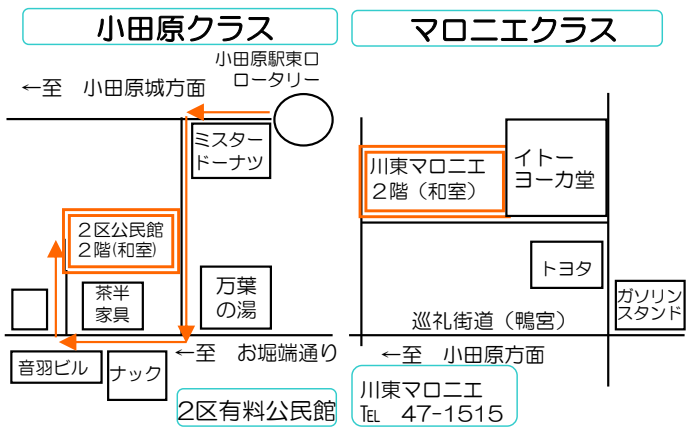 小田原クラス
小田原駅東口
ロータリー
←至　小田原城方面
ミスター
ドーナツ
２区公民館
２階(和室)
茶半
家具
万葉
の湯
←至　お堀端通り
音羽ビル
ナック
2区有料公民館
マロニエクラス
川東マロニエ
２階（和室）
イトー
ヨーカ堂
トヨタ
ガソリン
スタンド
巡礼街道（鴨宮）
←至　小田原方面
川東マロニエ
℡　47-1515